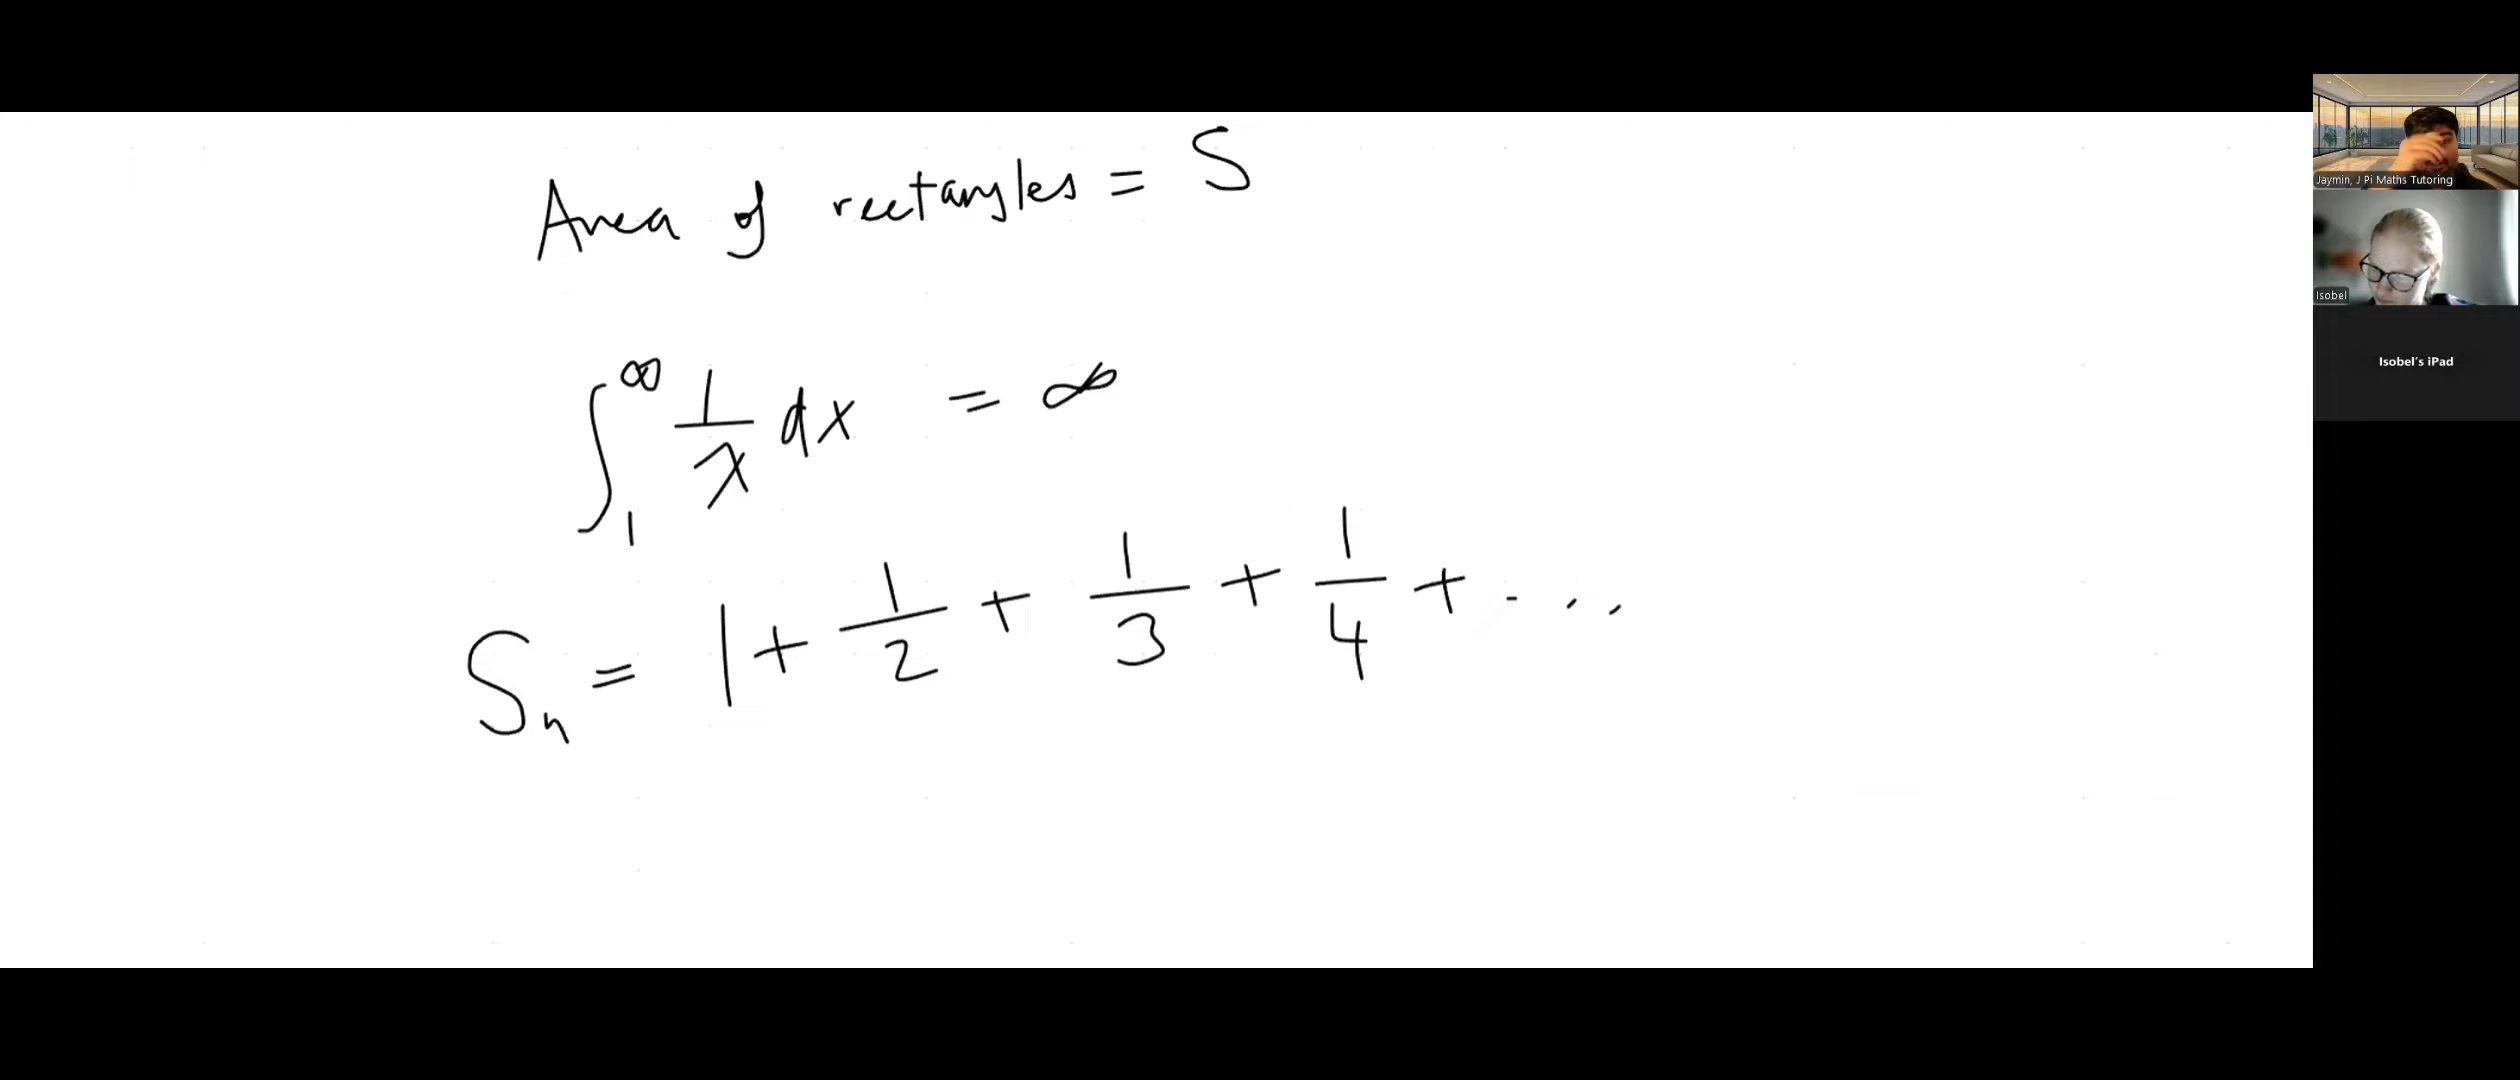 Area of rectangles = S
∫₁^∞ 1/x dx = ∞
Sₙ = 1 + 1/2 + 1/3 + 1/4 + ...
Jaymin, J Pi Maths Tutoring
Isobel
Isobel's iPad